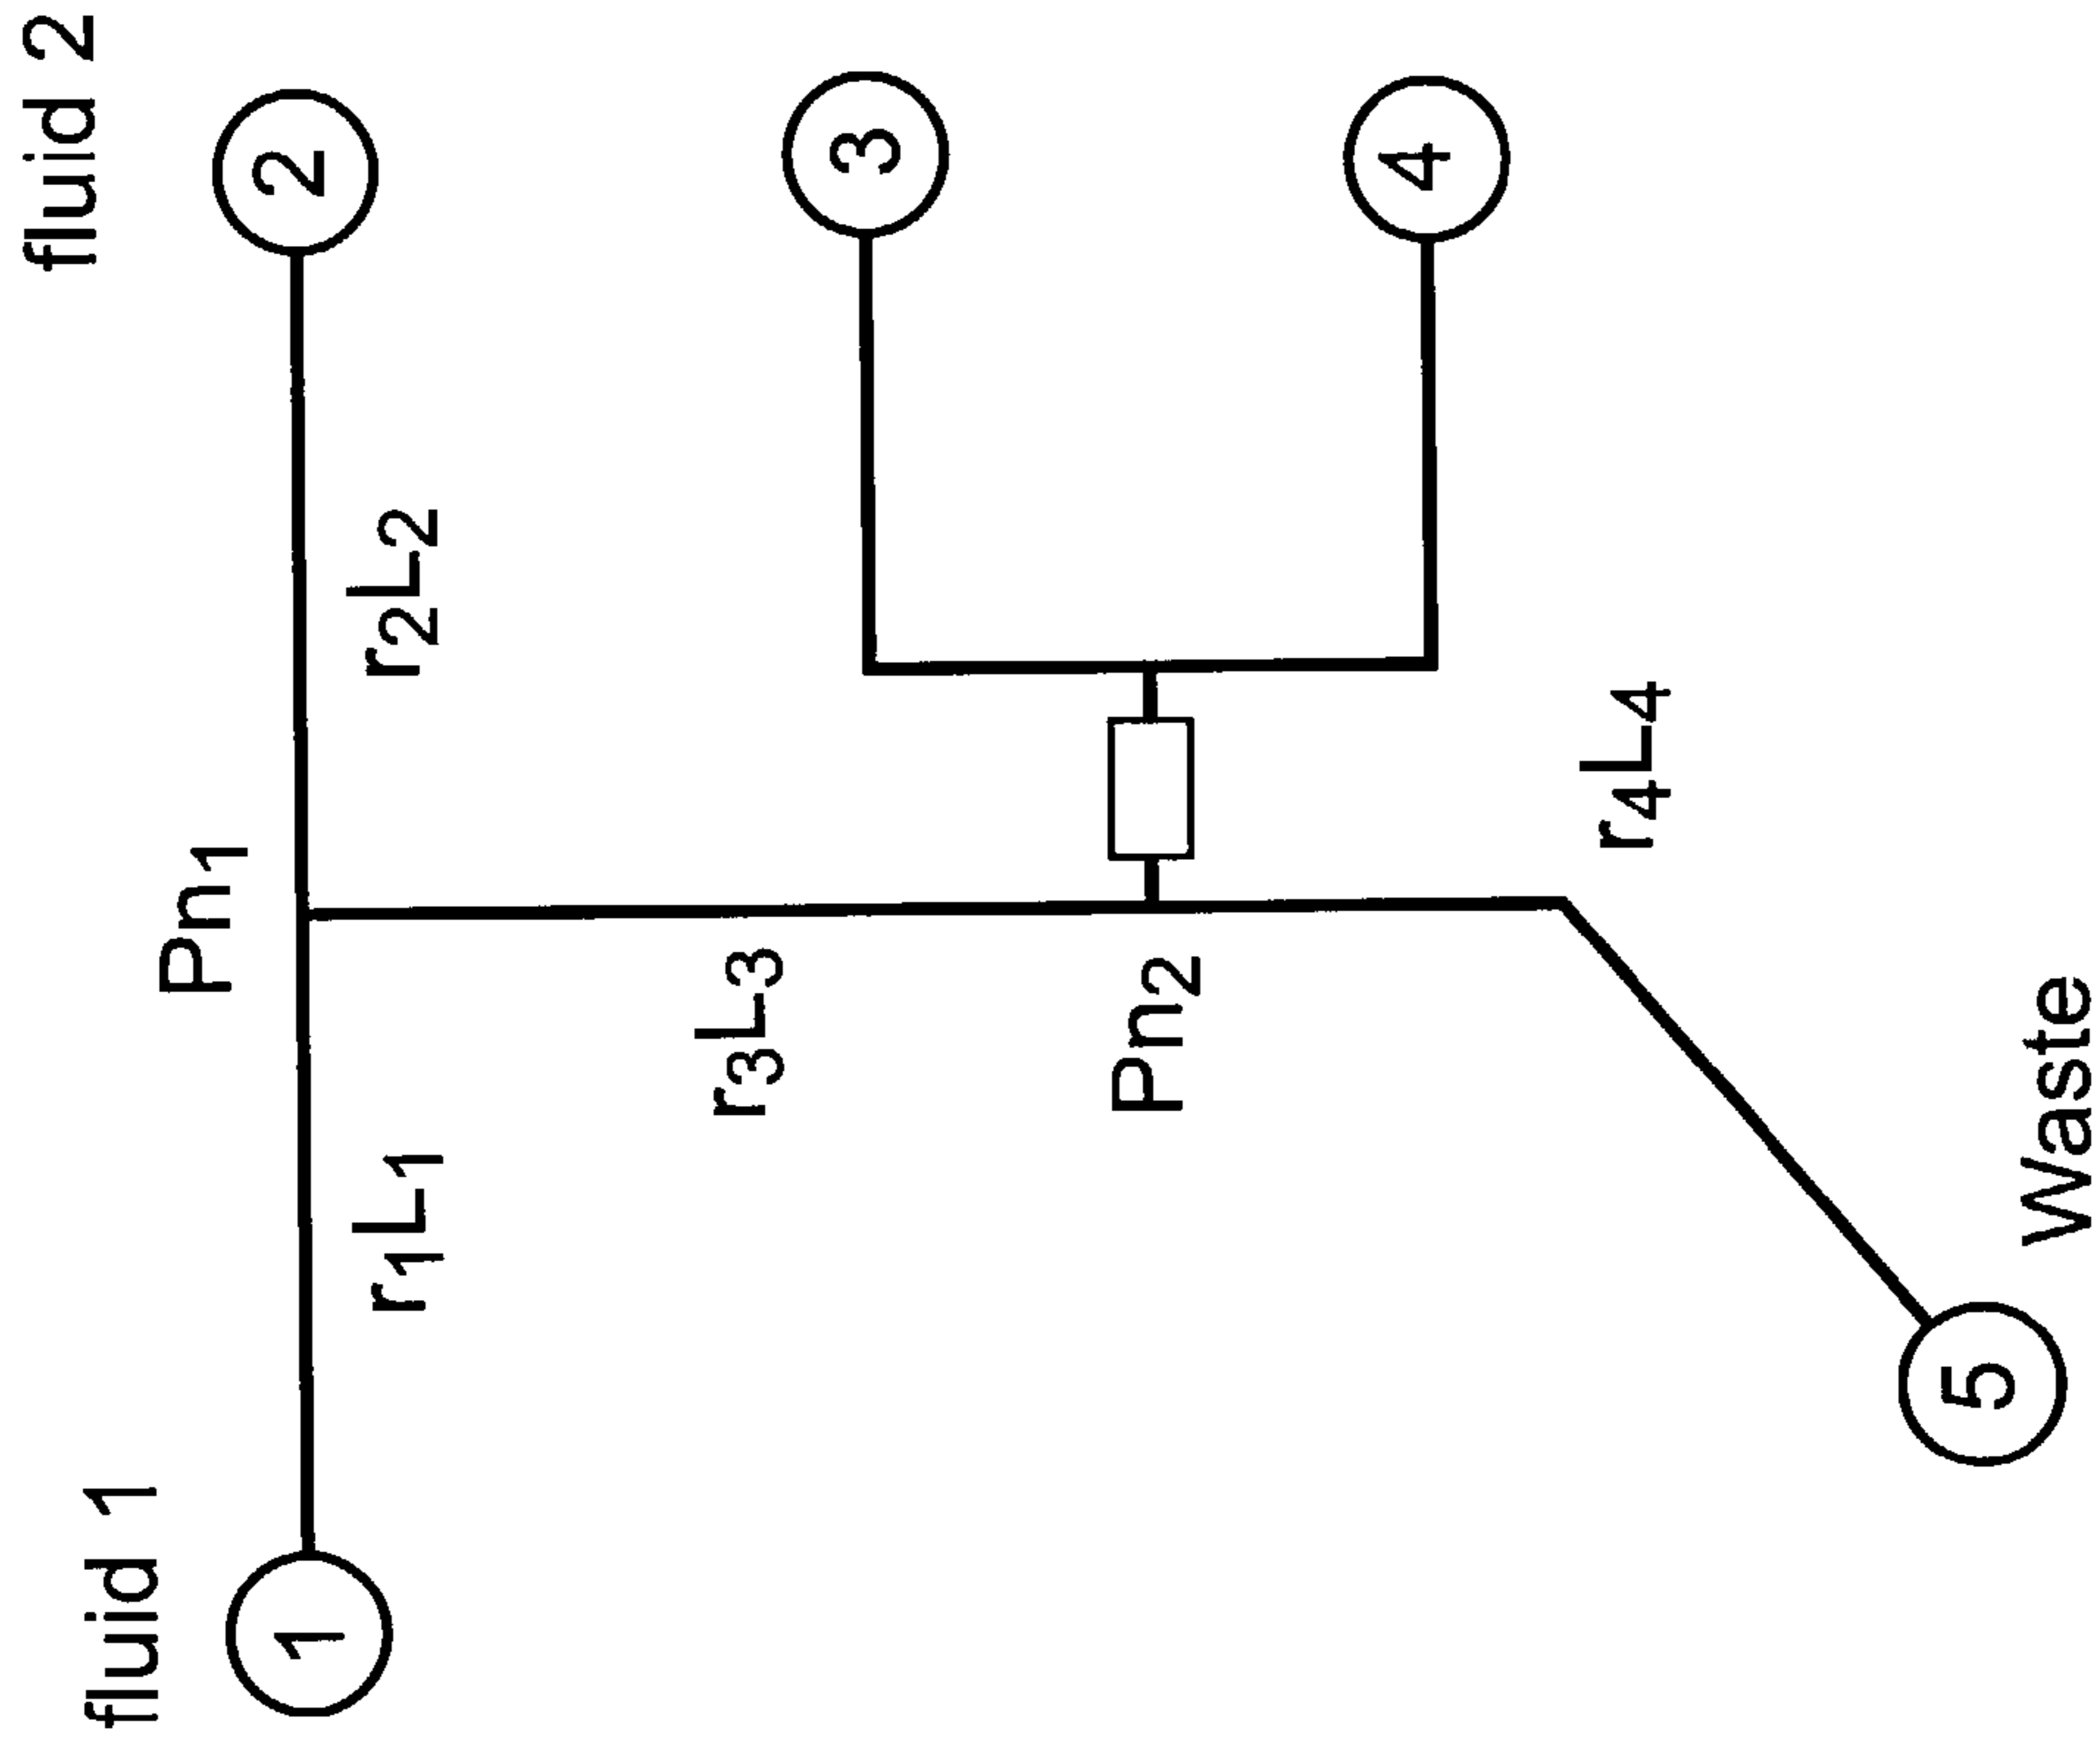 fluid 1
1
r1L1
Pn1
r2L2
fluid 2
2
r3L3
3
Pn2
4
r4L4
5
Waste